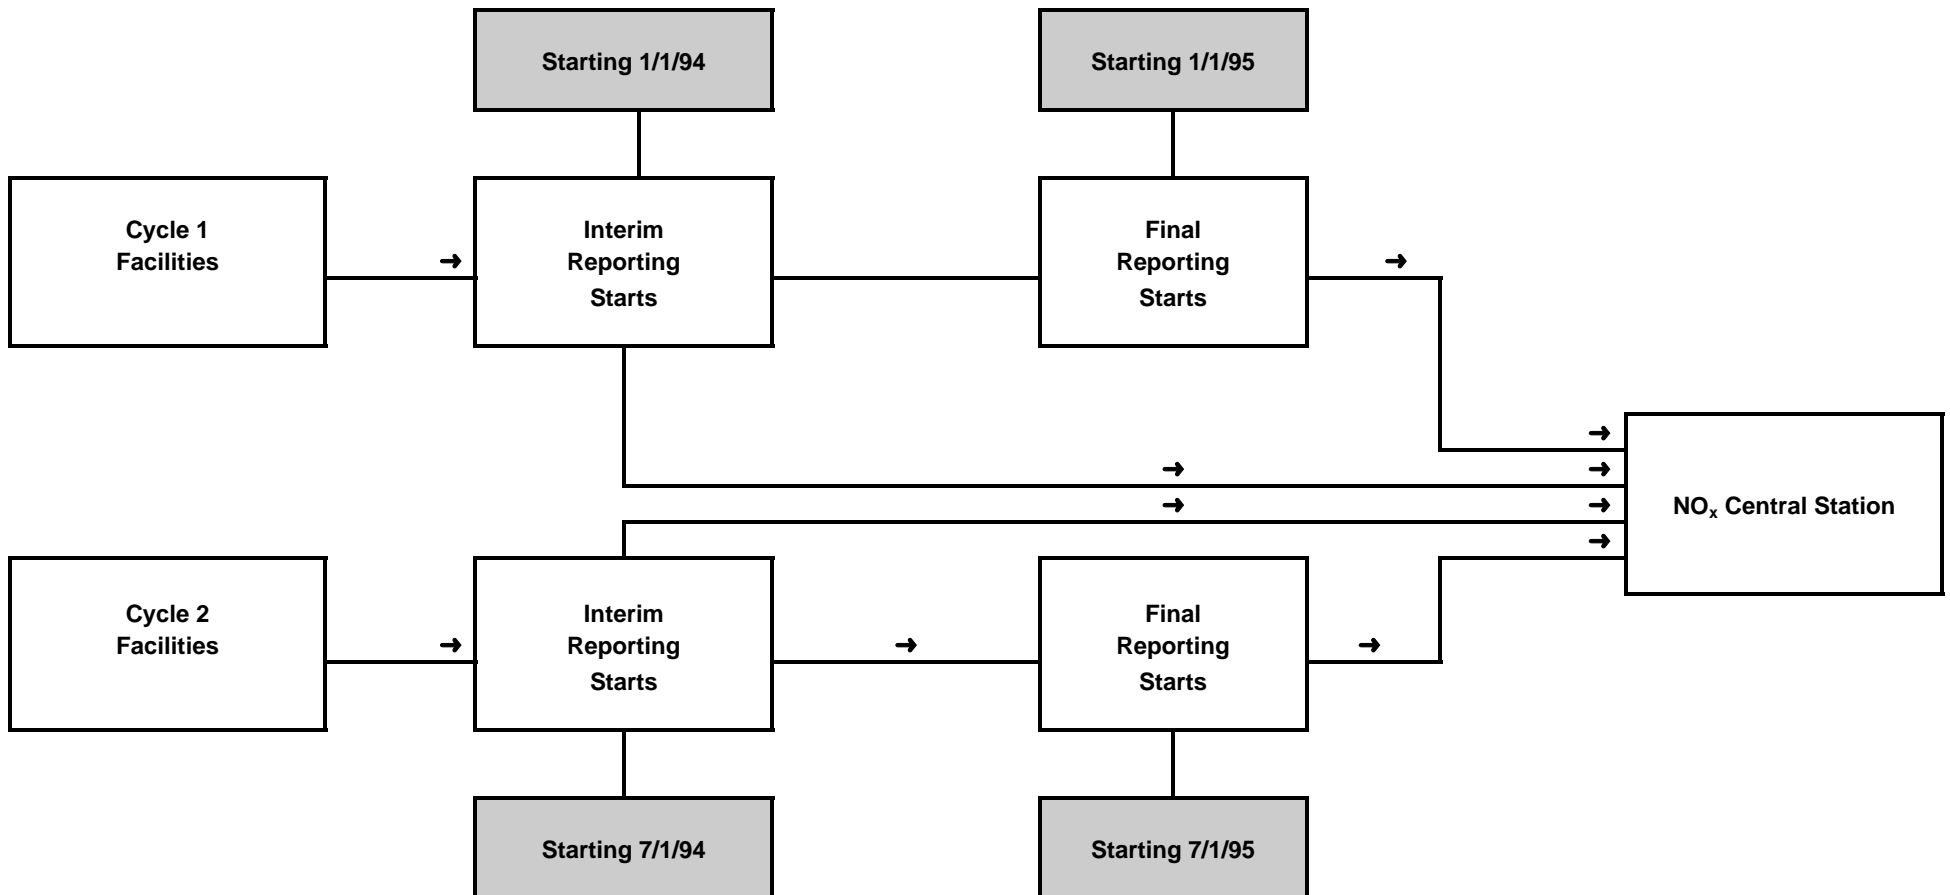 Starting 1/1/94
Starting 1/1/95
Cycle 1
Facilities
Interim
Reporting
Starts
Final
Reporting
Starts
NOx Central Station
Cycle 2
Facilities
Interim
Reporting
Starts
Final
Reporting
Starts
Starting 7/1/94
Starting 7/1/95